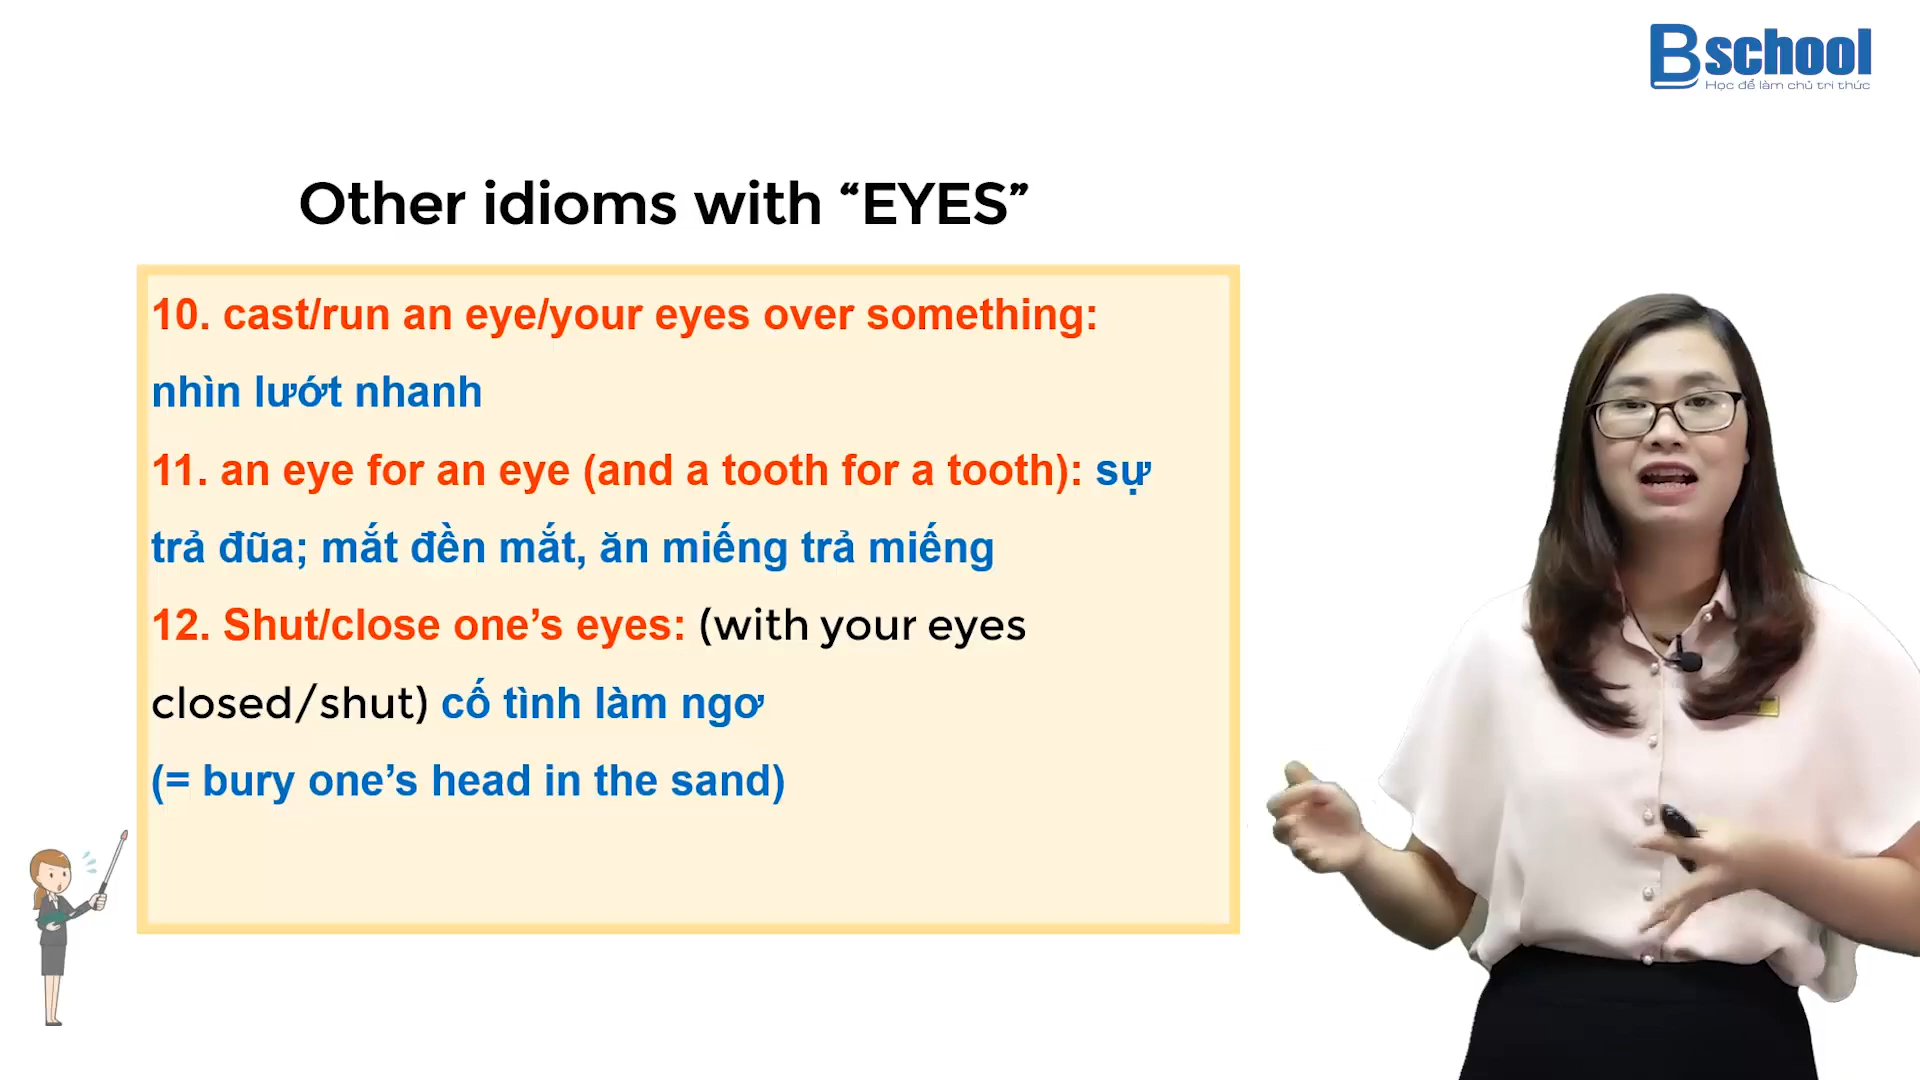 Bschool
Học để làm chủ tri thức
Other idioms with “EYES”
10. cast/run an eye/your eyes over something:
nhìn lướt nhanh
11. an eye for an eye (and a tooth for a tooth): sự
trả đũa; mắt đền mắt, ăn miếng trả miếng
12. Shut/close one’s eyes: (with your eyes
closed/shut) cố tình làm ngơ
(= bury one’s head in the sand)